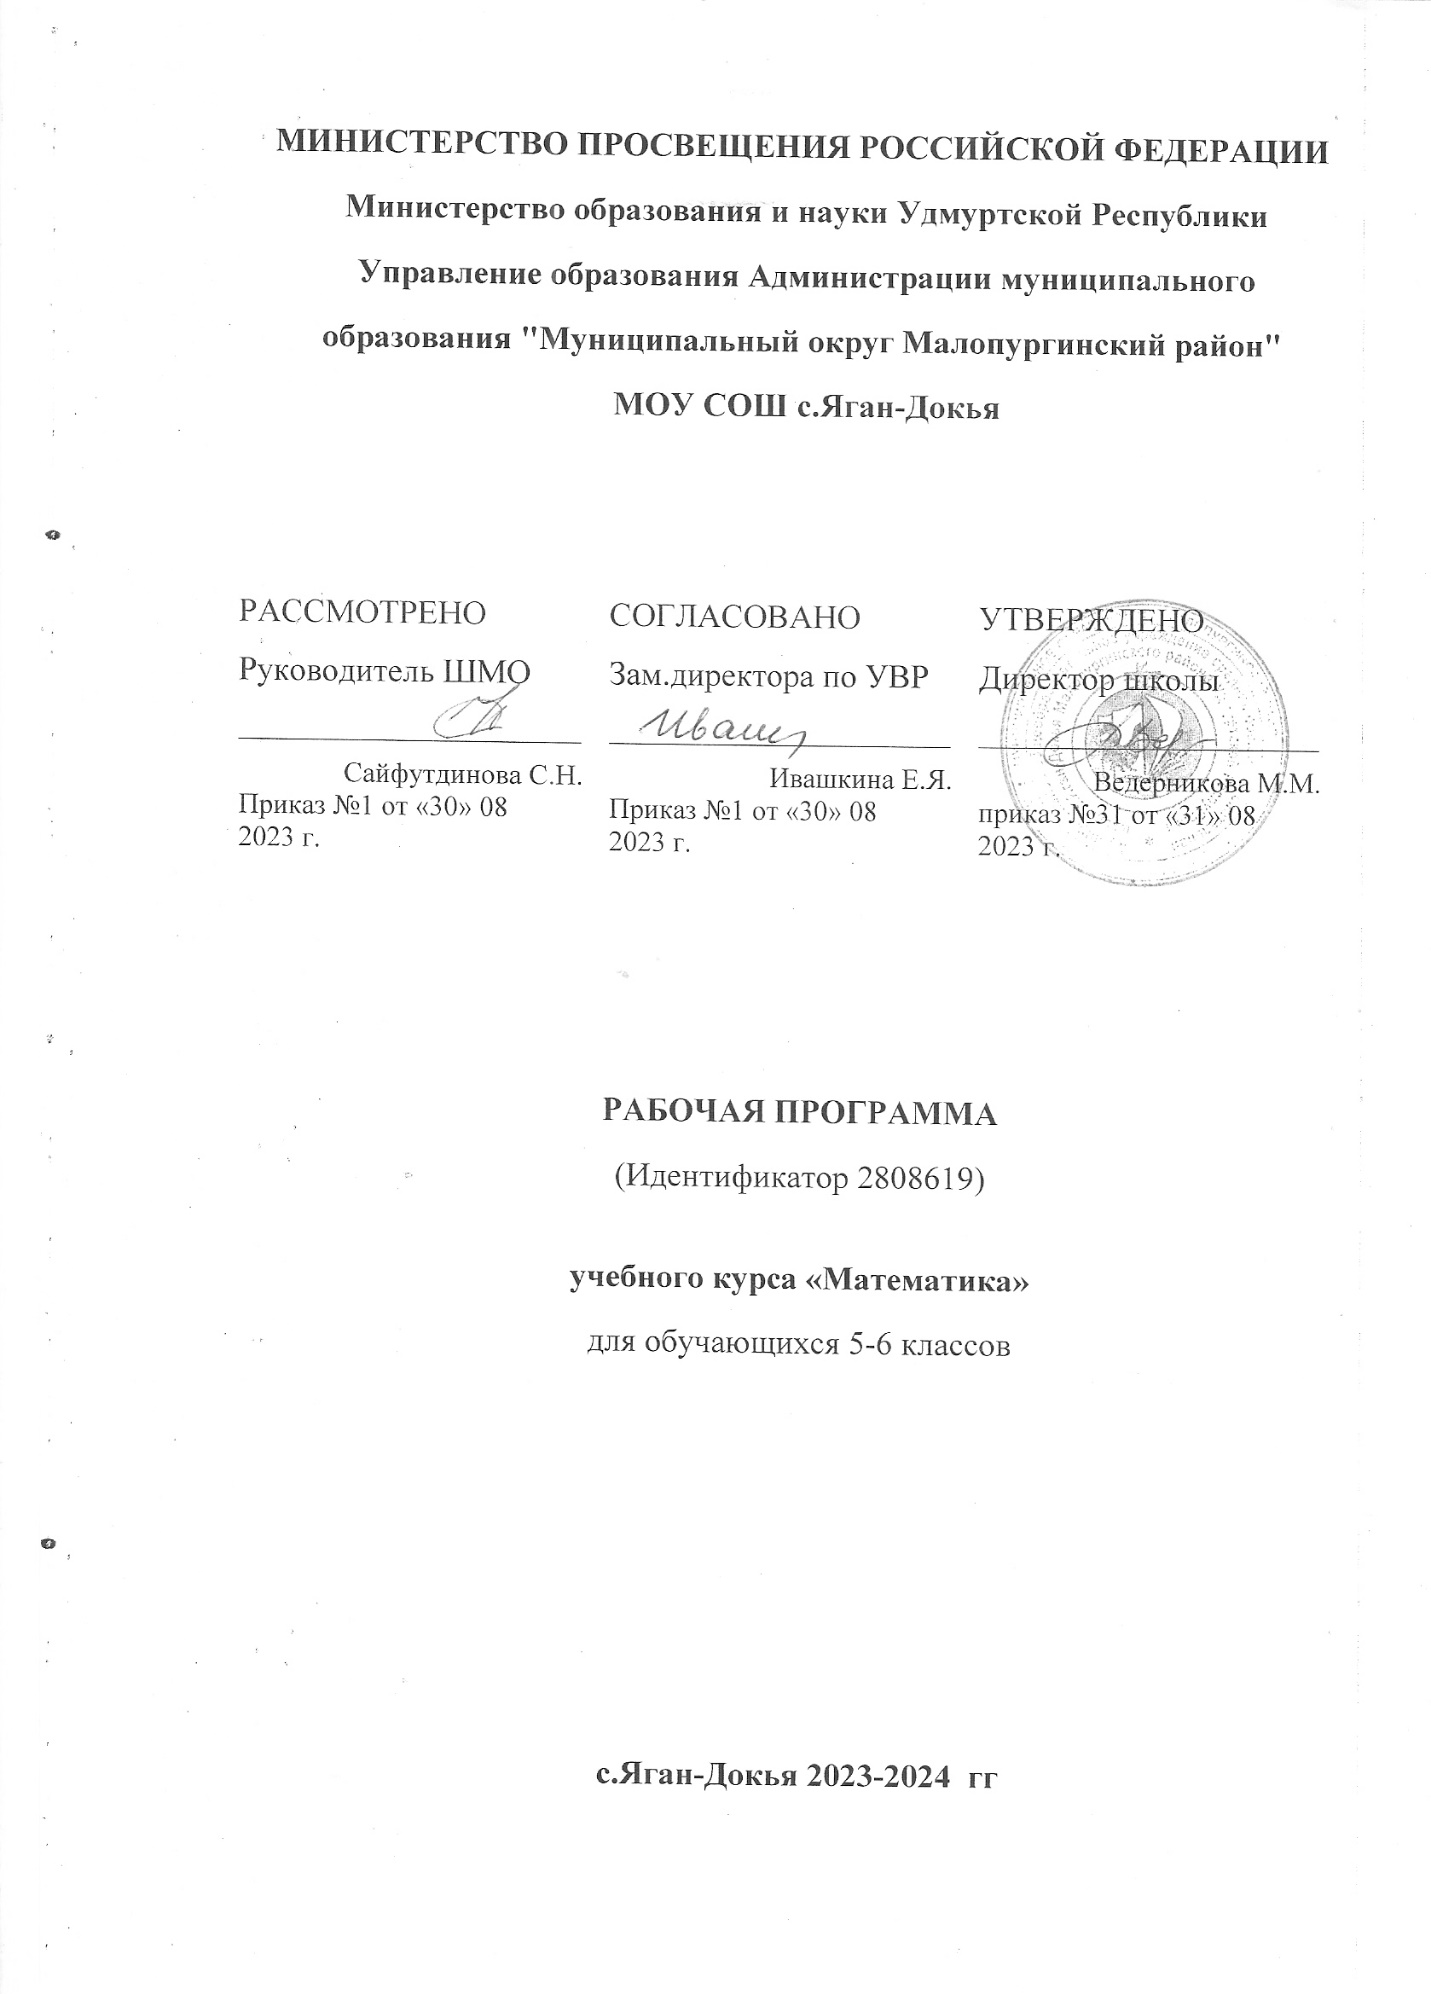 МИНИСТЕРСТВО ПРОСВЕЩЕНИЯ РОССИЙСКОЙ ФЕДЕРАЦИИ
Министерство образования и науки Удмуртской Республики
Управление образования Администрации муниципального
образования "Муниципальный округ Малопургинский район"
МОУ СОШ с.Яган-Докья
РАССМОТРЕНО
Руководитель ШМО
Сайфутдинова С.Н.
Приказ №1 от «30» 08
2023 г.
СОГЛАСОВАНО
Зам.директора по УВР
Иваш
Ивашкина Е.Я.
Приказ №1 от «30» 08
2023 г.
УТВЕРЖДЕНО
Директор школы
Ведерникова М.М.
приказ №31 от «31» 08
2023 г.
РАБОЧАЯ ПРОГРАММА
(Идентификатор 2808619)
учебного курса «Математика»
для обучающихся 5-6 классов
с.Яган-Докья 2023-2024 гг